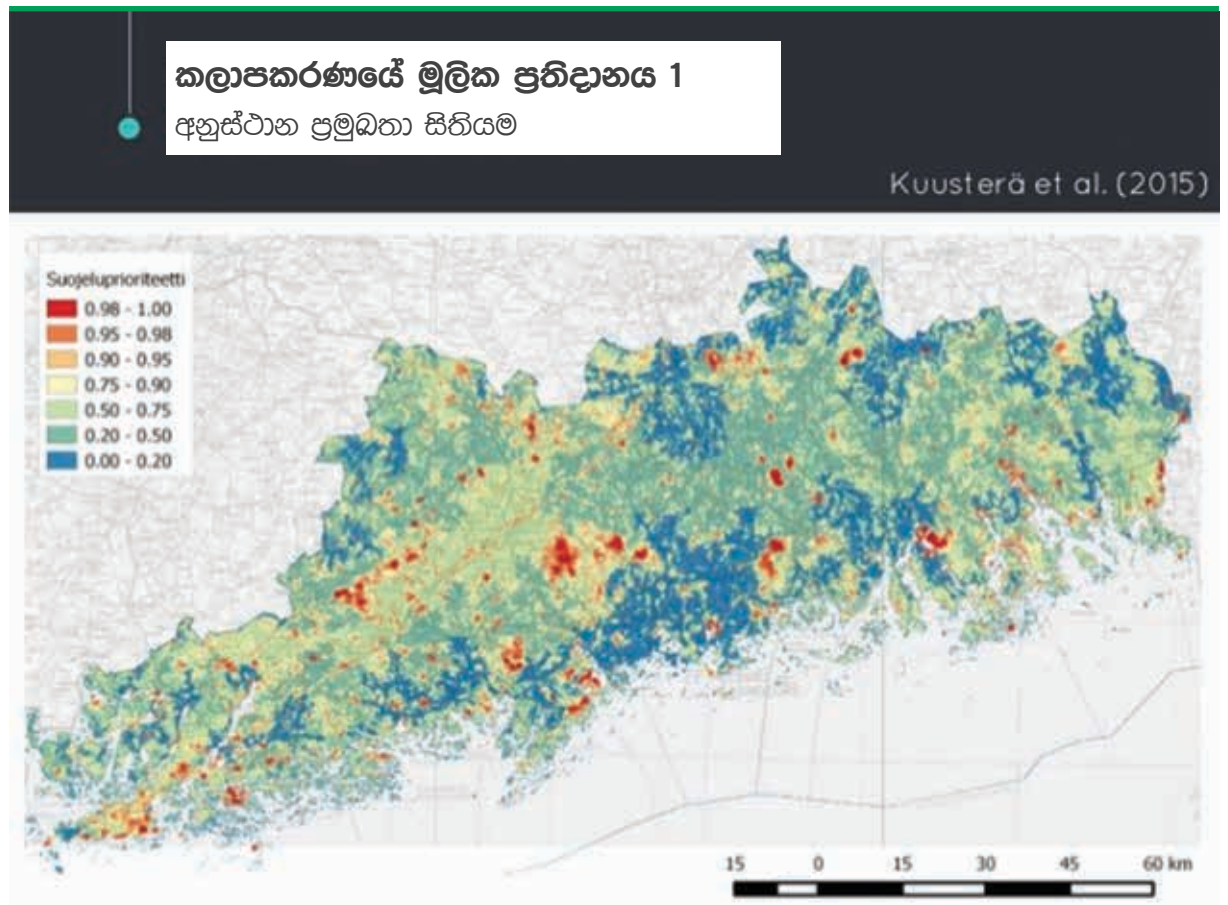 කලාපකරණයේ මූලික ප්‍රතිදානය 1
අනුස්ථාන ප්‍රමුඛතා සිතියම
Kuusterä et al. (2015)
Suojeluprioriteetti
0.98 - 1.00
0.95 - 0.98
0.90 - 0.95
0.75 - 0.90
0.50 - 0.75
0.20 - 0.50
0.00 - 0.20
15 0 15 30 45 60 km